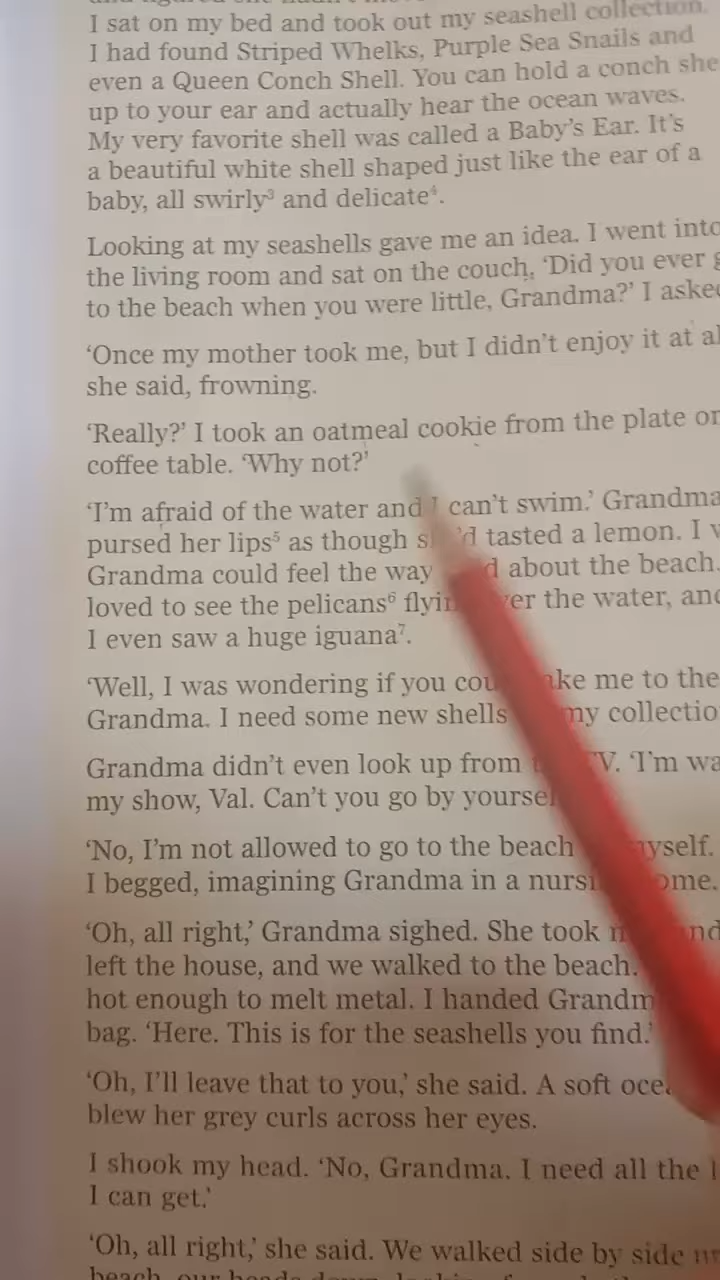 I sat on my bed and took out my seashell collection.
I had found Striped Whelks, Purple Sea Snails and
even a Queen Conch Shell. You can hold a conch she
up to your ear and actually hear the ocean waves.
My very favorite shell was called a Baby's Ear. It's
a beautiful white shell shaped just like the ear of a
baby, all swirly³ and delicate⁴.
Looking at my seashells gave me an idea. I went into
the living room and sat on the couch, 'Did you ever g
to the beach when you were little, Grandma?' I aske
'Once my mother took me, but I didn't enjoy it at al
she said, frowning.
'Really?' I took an oatmeal cookie from the plate on
coffee table. 'Why not?'
'I'm afraid of the water and I can't swim.' Grandma
pursed her lips⁵ as though s 'd tasted a lemon. I w
Grandma could feel the way d about the beach.
loved to see the pelicans⁶ flyin ver the water, and
I even saw a huge iguana⁷.
'Well, I was wondering if you cou ake me to the
Grandma. I need some new shells my collectio
Grandma didn't even look up from V. 'I'm wa
my show, Val. Can't you go by yoursel
'No, I'm not allowed to go to the beach yself.
I begged, imagining Grandma in a nursi ome.
'Oh, all right,' Grandma sighed. She took nd
left the house, and we walked to the beach.
hot enough to melt metal. I handed Grandm
bag. 'Here. This is for the seashells you find.'
'Oh, I'll leave that to you,' she said. A soft ocea
blew her grey curls across her eyes.
I shook my head. 'No, Grandma. I need all the
I can get.'
'Oh, all right,' she said. We walked side by side